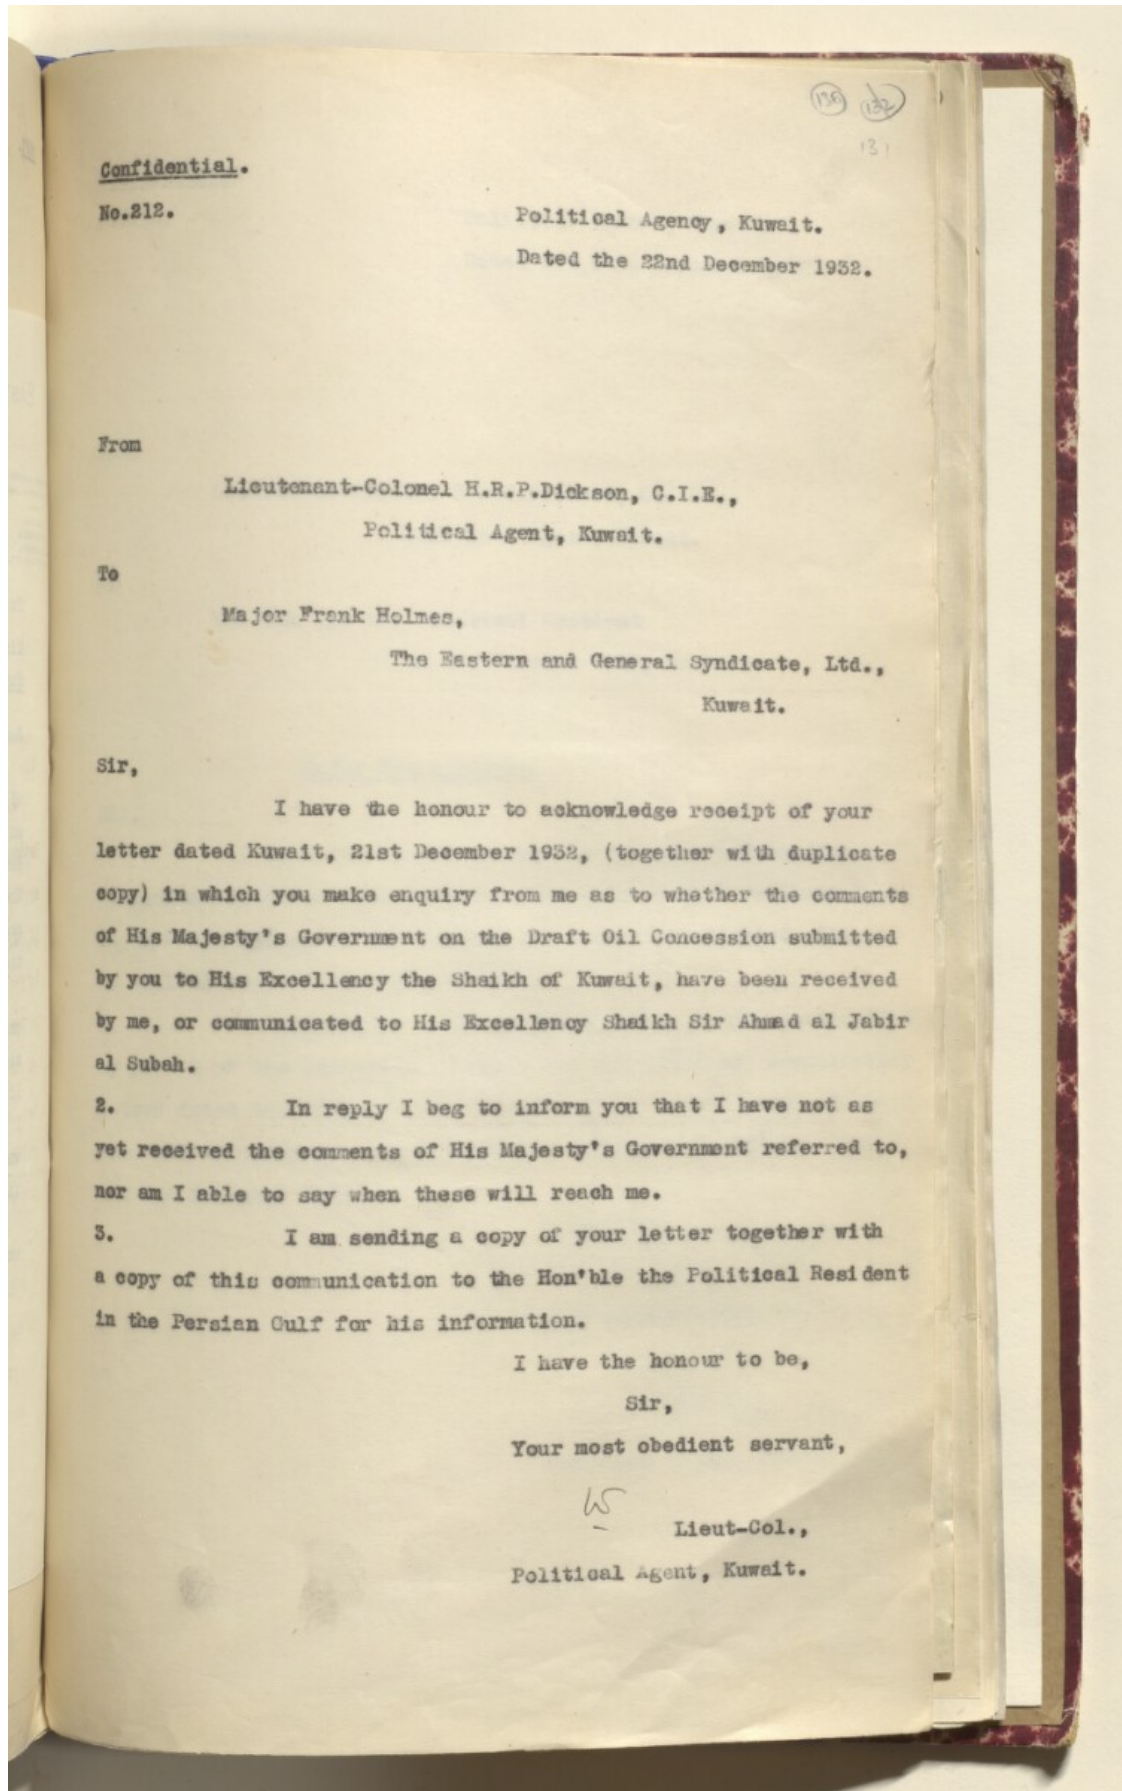 136 132
131
Confidential.
No.212.
Political Agency, Kuwait.
Dated the 22nd December 1932.
From
Lieutenant-Colonel H.R.P.Dickson, C.I.E.,
Political Agent, Kuwait.
To
Major Frank Holmes,
The Eastern and General Syndicate, Ltd.,
Kuwait.
Sir,
I have the honour to acknowledge receipt of your
letter dated Kuwait, 21st December 1932, (together with duplicate
copy) in which you make enquiry from me as to whether the comments
of His Majesty's Government on the Draft Oil Concession submitted
by you to His Excellency the Shaikh of Kuwait, have been received
by me, or communicated to His Excellency Shaikh Sir Ahmad al Jabir
al Subah.
2. In reply I beg to inform you that I have not as
yet received the comments of His Majesty's Government referred to,
nor am I able to say when these will reach me.
3. I am sending a copy of your letter together with
a copy of this communication to the Hon'ble the Political Resident
in the Persian Gulf for his information.
I have the honour to be,
Sir,
Your most obedient servant,
Lieut-Col.,
Political Agent, Kuwait.